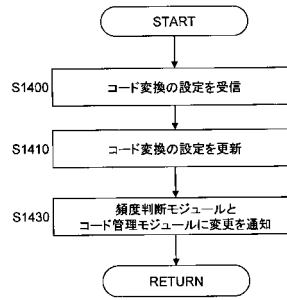 START
S1400
コード変換の設定を受信
S1410
コード変換の設定を更新
S1430
頻度判断モジュールと
コード管理モジュールに変更を通知
RETURN